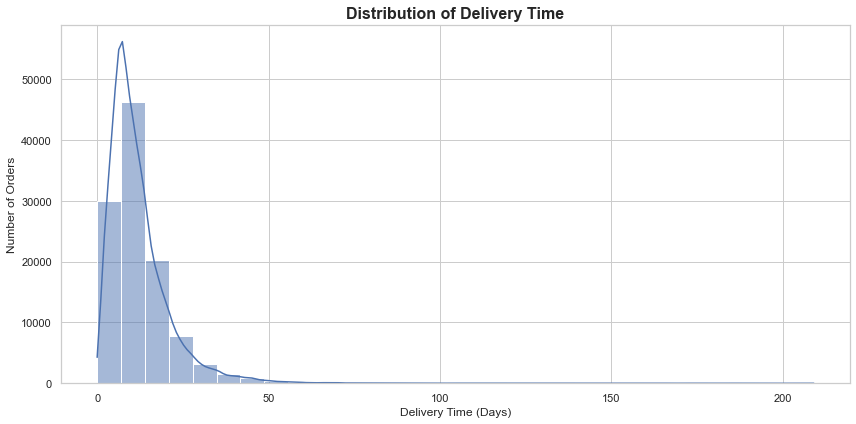 Distribution of Delivery Time
Number of Orders
50000
40000
30000
20000
10000
0
0 50 100 150 200
Delivery Time (Days)